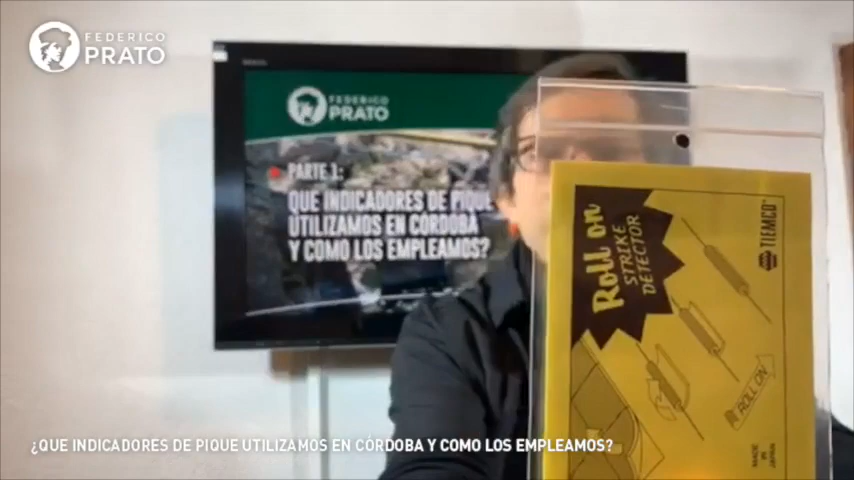 FEDERICO
PRATO
FEDERICO
PRATO
PARTE 1:
QUE INDICADORES DE PIQUE
UTILIZAMOS EN CÓRDOBA
Y COMO LOS EMPLEAMOS?
Roll on
STRIKE
DETECTOR
TIEMCO
ROLL ON
MADE
IN
JAPAN
¿QUE INDICADORES DE PIQUE UTILIZAMOS EN CÓRDOBA Y COMO LOS EMPLEAMOS?